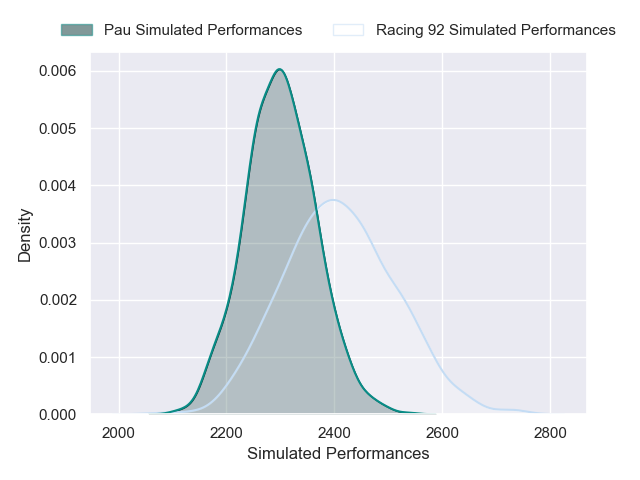 Pau Simulated Performances
Racing 92 Simulated Performances
0.006
0.005
0.004
0.003
0.002
0.001
0.000
Density
2000 2200 2400 2600 2800
Simulated Performances